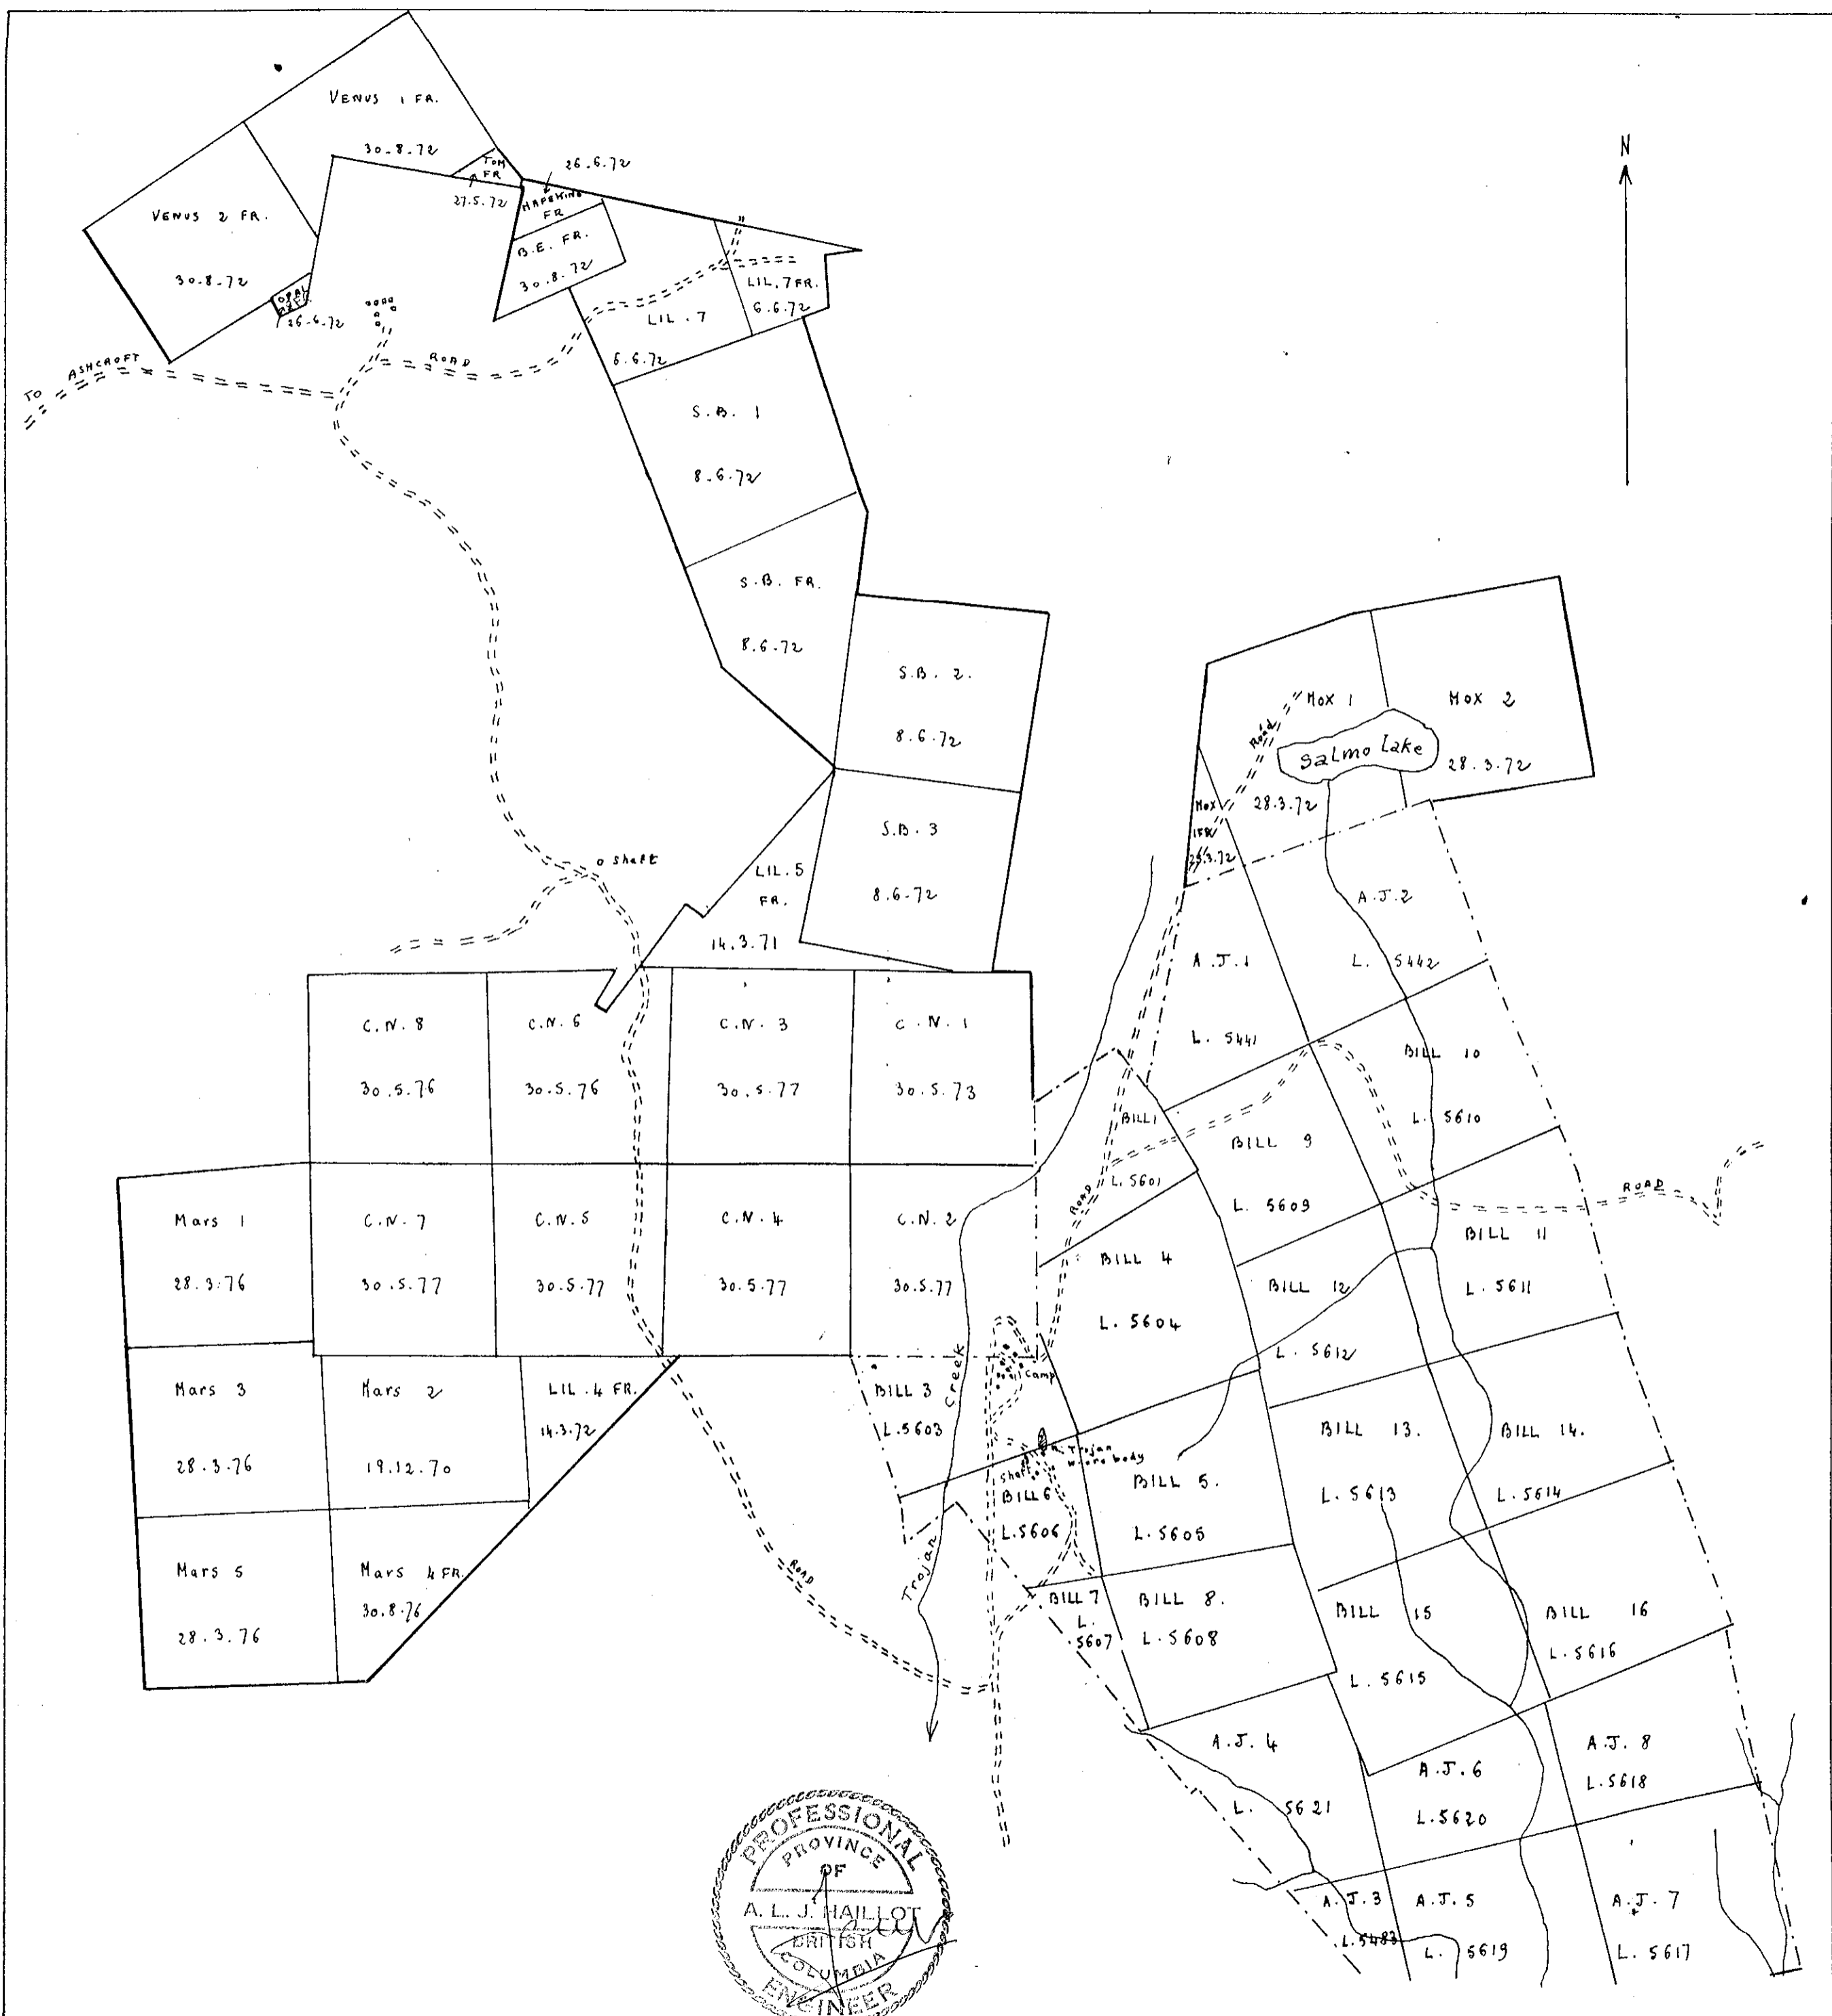 VENUS 1 FR.
30.8.72
TOM
FR
27.5.72
26.6.72
FR
VENUS 2 FR.
30.8.72
OPAL
26.6.72
B.E. FR.
30.8.72
LIL. 7
6.6.72
LIL. 7 FR.
6.6.72
TO ASHCROFT
ROAD
N
S.B. 1
8.6.72
S.B. FR.
8.6.72
S.B. 2.
8.6.72
S.B. 3
8.6.72
LIL. 5
FR.
14.3.71
o Shaft
MOX 1
28.3.72
MOX 2
28.3.72
Salmo Lake
Road
MOX
1 FR
28.3.72
A.J. 2
L. 5442
A.J. 1
L. 5441
C.N. 8
30.5.76
C.N. 6
30.5.76
C.N. 3
30.5.77
C.N. 1
30.5.73
BILL 1
L. 5601
BILL 9
L. 5609
BILL 10
L. 5610
ROAD
ROAD
Mars 1
28.3.76
C.N. 7
30.5.77
C.N. 5
30.5.77
C.N. 4
30.5.77
C.N. 2
30.5.77
BILL 4
L. 5604
BILL 12
L. 5612
BILL 11
L. 5611
Mars 3
28.3.76
Mars 2
19.12.70
LIL. 4 FR.
14.3.72
BILL 3
L. 5603
Camp
Trojan Creek
Shaft
Trojan
ore body
BILL 6
L. 5606
BILL 5.
L. 5605
BILL 13.
L. 5613
BILL 14.
L. 5614
Mars 5
28.3.76
Mars 4 FR.
30.8.76
ROAD
BILL 7
L.
5607
BILL 8.
L. 5608
BILL 15
L. 5615
BILL 16
L. 5616
A.J. 4
L. 5621
A.J. 6
L. 5620
A.J. 8
L. 5618
A.J. 3
L. 5483
A.J. 5
L. 5619
A.J. 7
L. 5617
PROFESSIONAL
PROVINCE
OF
A. L. J. HAILLOT
BRITISH
COLUMBIA
ENGINEER